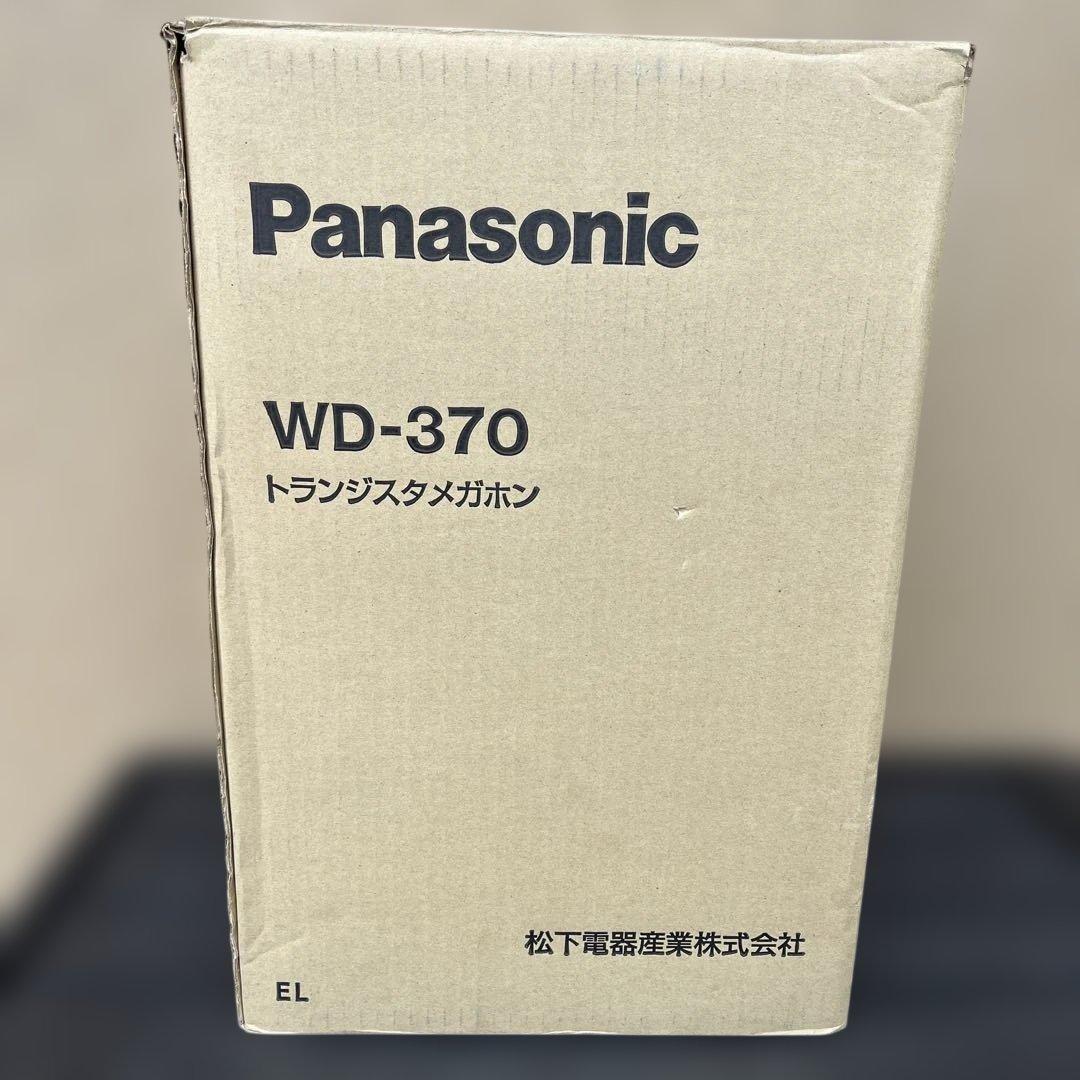 Panasonic
WD-370
トランジスタメガホン
松下電器産業株式会社
EL